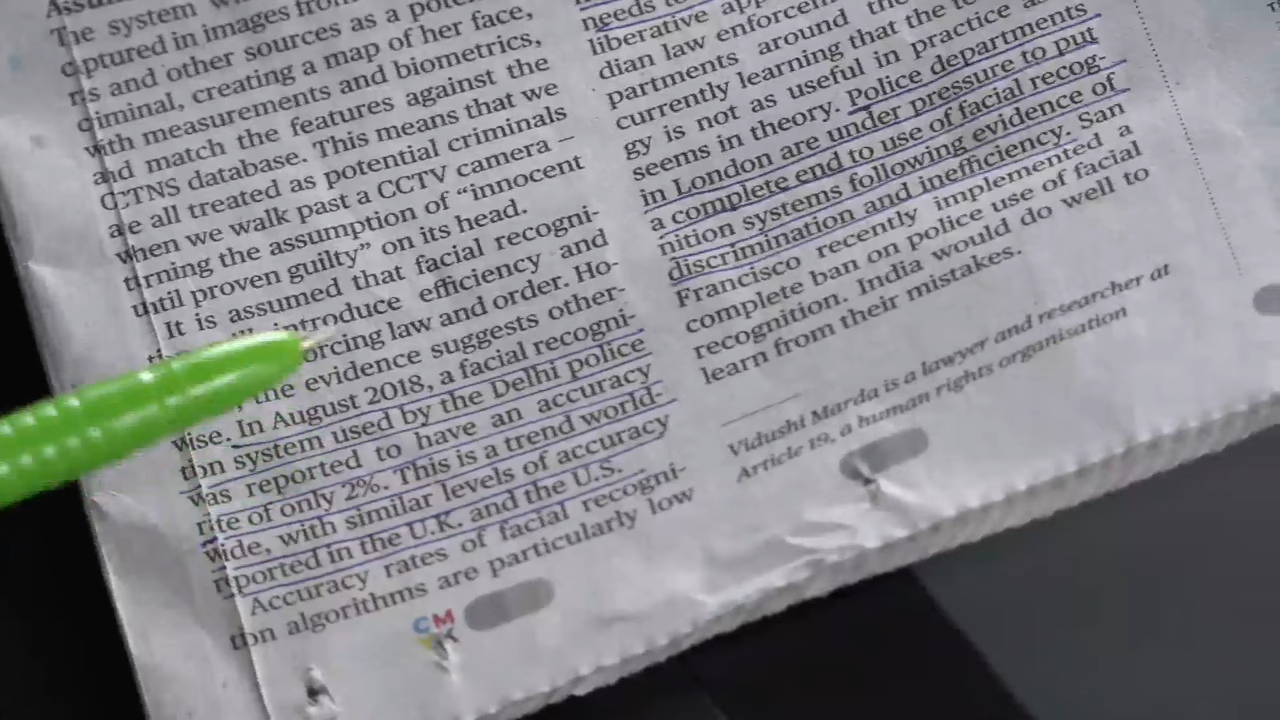 The system
captured in images from
rs and other sources as a
criminal, creating a map of her face,
with measurements and biometrics,
and match the features against the
CCTNS database. This means that we
are all treated as potential criminals
when we walk past a CCTV camera –
turning the assumption of “innocent
until proven guilty” on its head.
It is assumed that facial recogni-
introduce efficiency and
orcing law and order. Ho-
the evidence suggests other-
wise. In August 2018, a facial recogni-
tion system used by the Delhi police
was reported to have an accuracy
rate of only 2%. This is a trend world-
wide, with similar levels of accuracy
reported in the U.K. and the U.S.
Accuracy rates of facial recogni-
tion algorithms are particularly low
CMYK
needs to
liberative
dian law enforcem
partments around the
currently learning that the
gy is not as useful in practice as
seems in theory. Police departments
in London are under pressure to put
a complete end to use of facial recog-
nition systems following evidence of
discrimination and inefficiency. San
Francisco recently implemented a
complete ban on police use of facial
recognition. India would do well to
learn from their mistakes.
Vidushi Marda is a lawyer and researcher at
Article 19, a human rights organisation